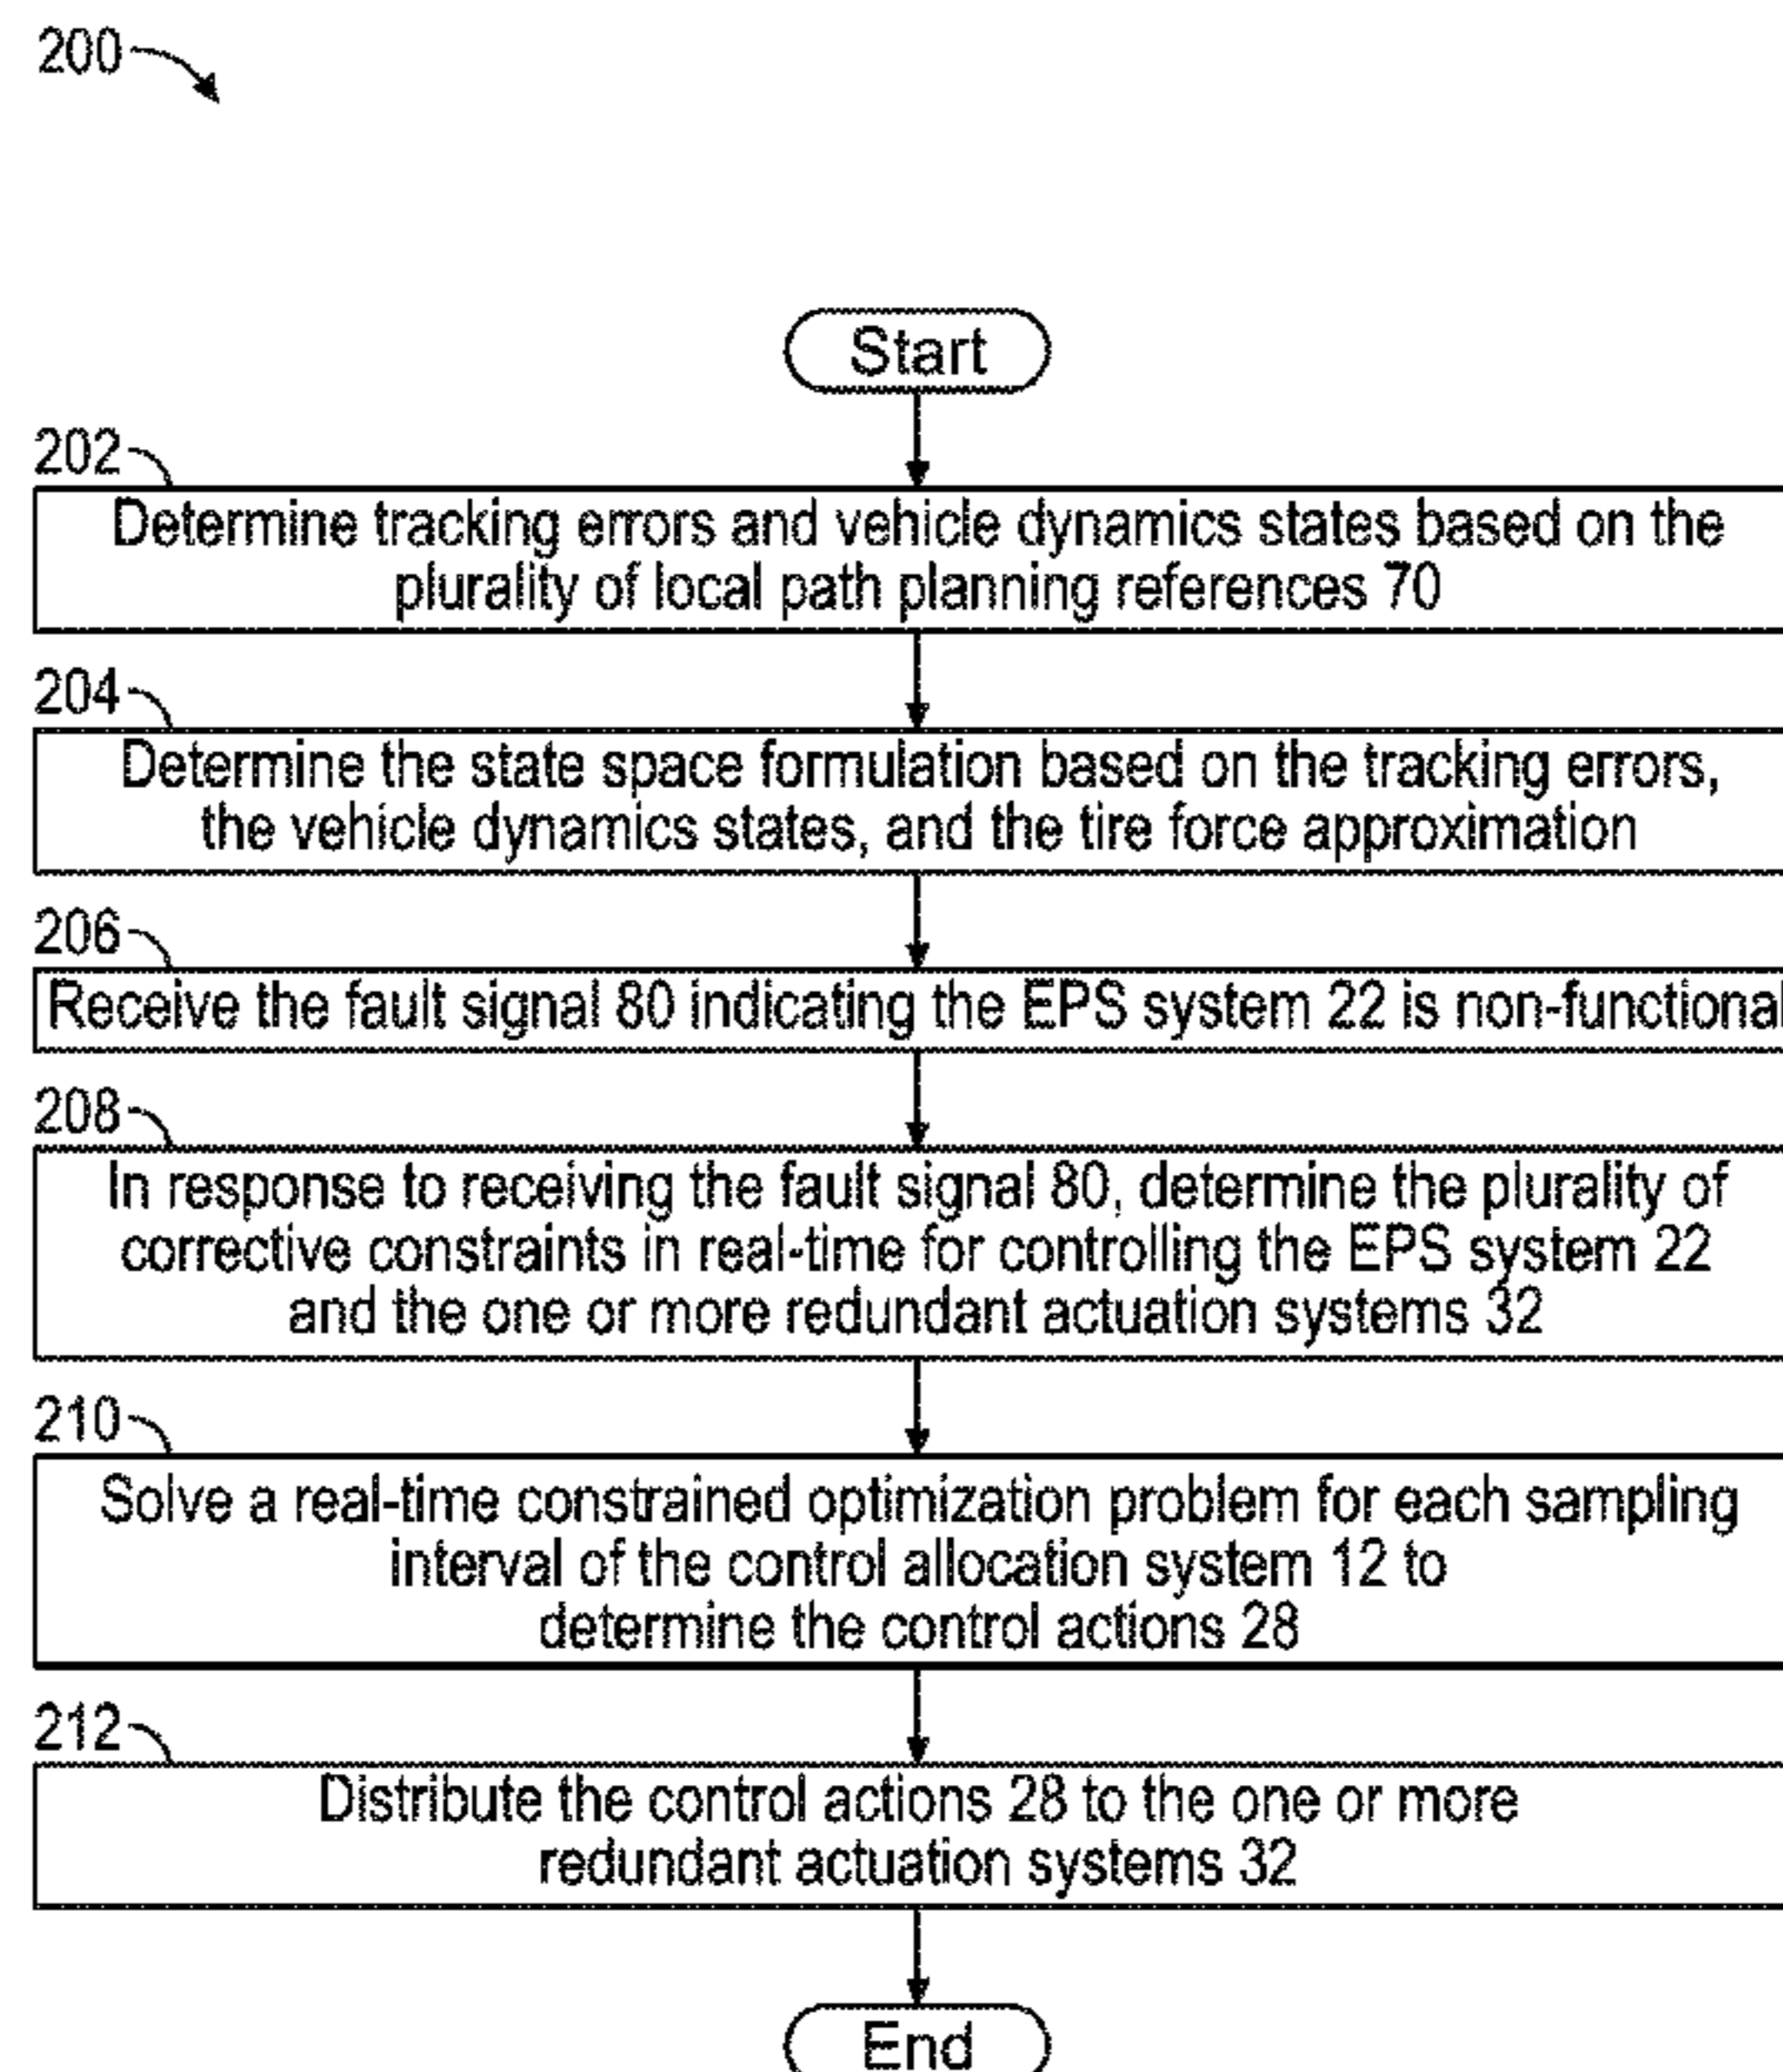 200
Start
202
Determine tracking errors and vehicle dynamics states based on the
plurality of local path planning references 70
204
Determine the state space formulation based on the tracking errors,
the vehicle dynamics states, and the tire force approximation
206
Receive the fault signal 80 indicating the EPS system 22 is non-functional
208
In response to receiving the fault signal 80, determine the plurality of
corrective constraints in real-time for controlling the EPS system 22
and the one or more redundant actuation systems 32
210
Solve a real-time constrained optimization problem for each sampling
interval of the control allocation system 12 to
determine the control actions 28
212
Distribute the control actions 28 to the one or more
redundant actuation systems 32
End